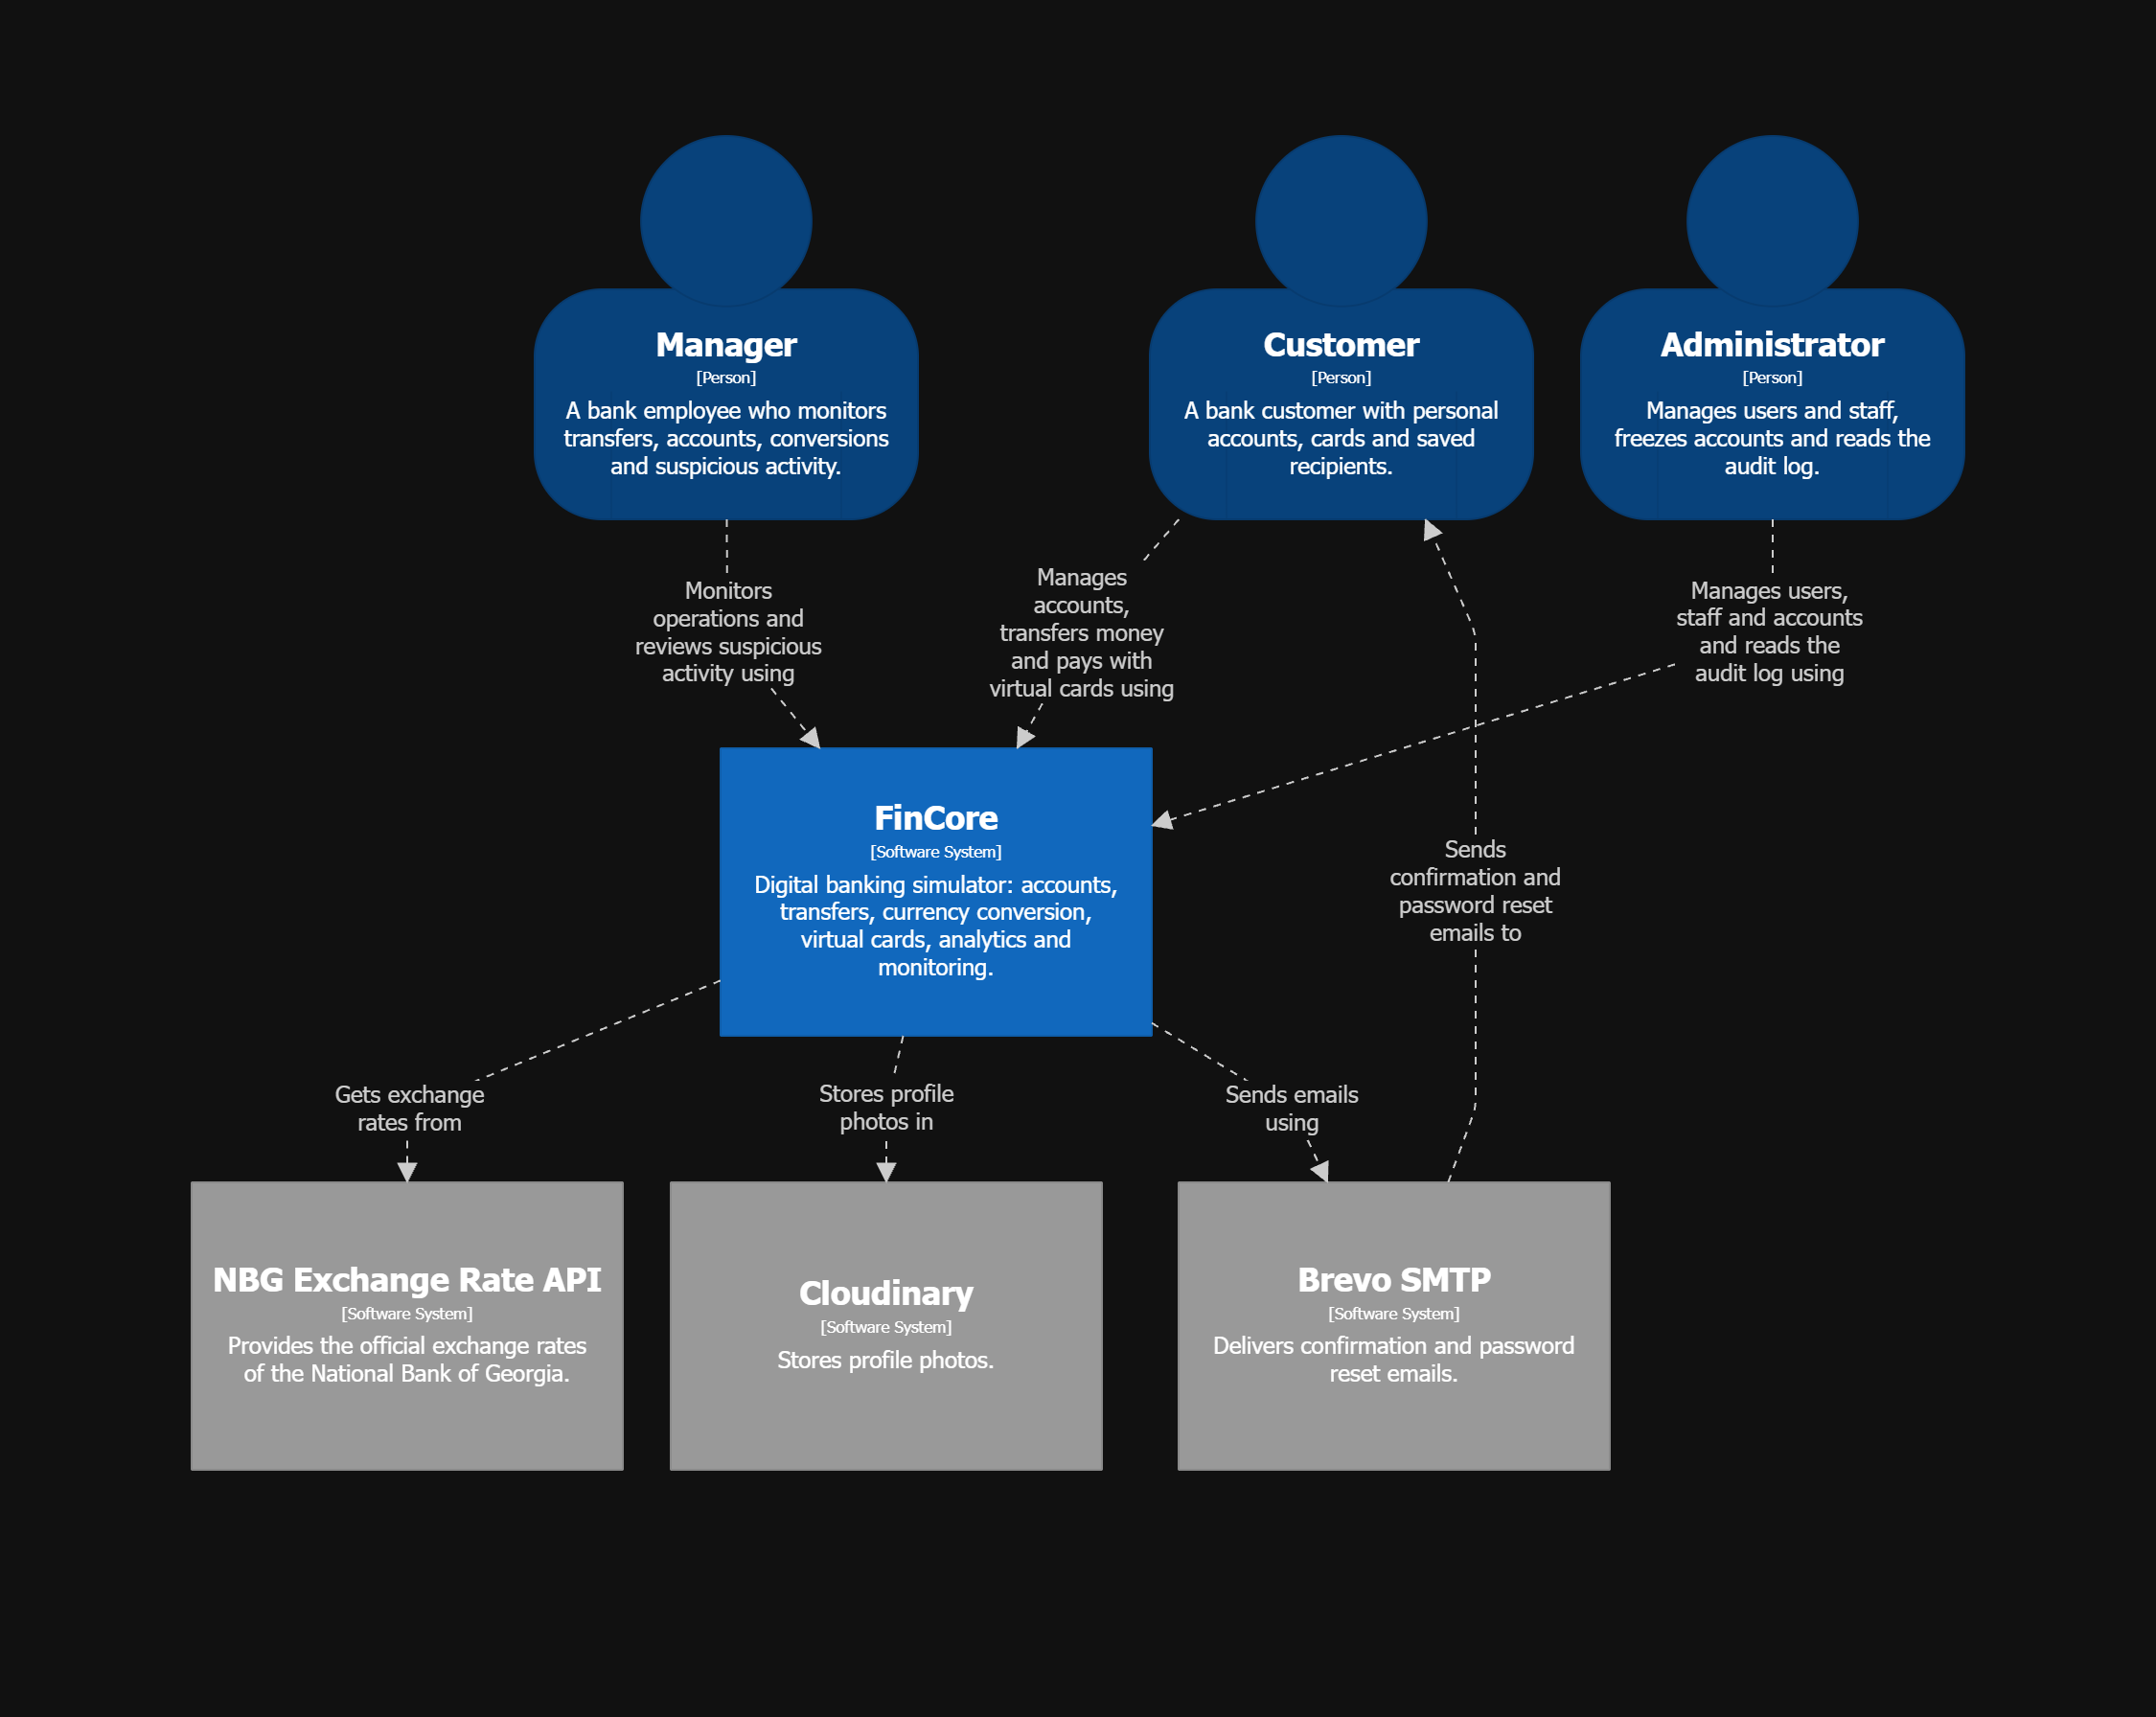 Manager
[Person]
A bank employee who monitors
transfers, accounts, conversions
and suspicious activity.
Customer
[Person]
A bank customer with personal
accounts, cards and saved
recipients.
Administrator
[Person]
Manages users and staff,
freezes accounts and reads the
audit log.
Monitors
operations and
reviews suspicious
activity using
Manages
accounts,
transfers money
and pays with
virtual cards using
Manages users,
staff and accounts
and reads the
audit log using
FinCore
[Software System]
Digital banking simulator: accounts,
transfers, currency conversion,
virtual cards, analytics and
monitoring.
Sends
confirmation and
password reset
emails to
Gets exchange
rates from
Stores profile
photos in
Sends emails
using
NBG Exchange Rate API
[Software System]
Provides the official exchange rates
of the National Bank of Georgia.
Cloudinary
[Software System]
Stores profile photos.
Brevo SMTP
[Software System]
Delivers confirmation and password
reset emails.